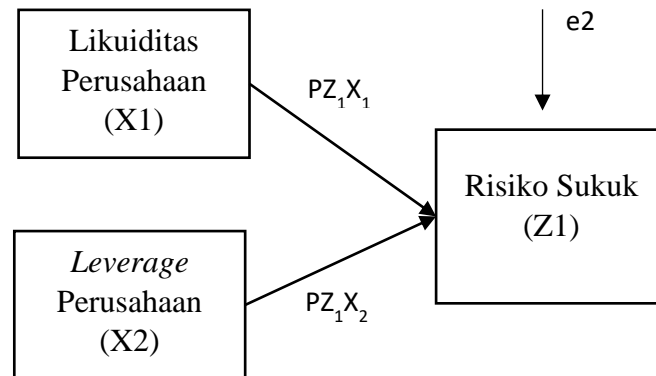 Likuiditas
Perusahaan
(X1)
e2
PZ₁X₁
Risiko Sukuk
(Z1)
Leverage
Perusahaan
(X2)
PZ₁X₂